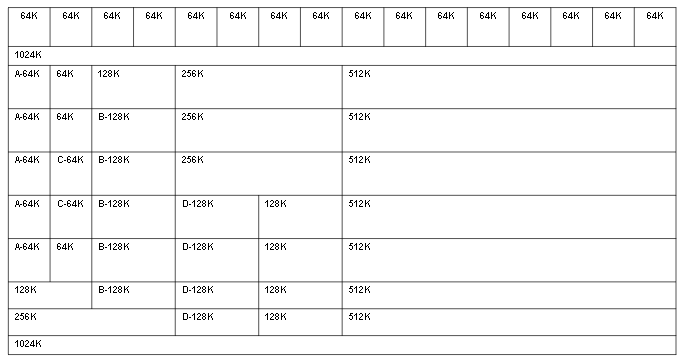 64K 64K 64K 64K 64K 64K 64K 64K 64K 64K 64K 64K 64K 64K 64K 64K
1024K
A-64K 64K 128K 256K 512K
A-64K 64K B-128K 256K 512K
A-64K C-64K B-128K 256K 512K
A-64K C-64K B-128K D-128K 128K 512K
A-64K 64K B-128K D-128K 128K 512K
128K B-128K D-128K 128K 512K
256K D-128K 128K 512K
1024K